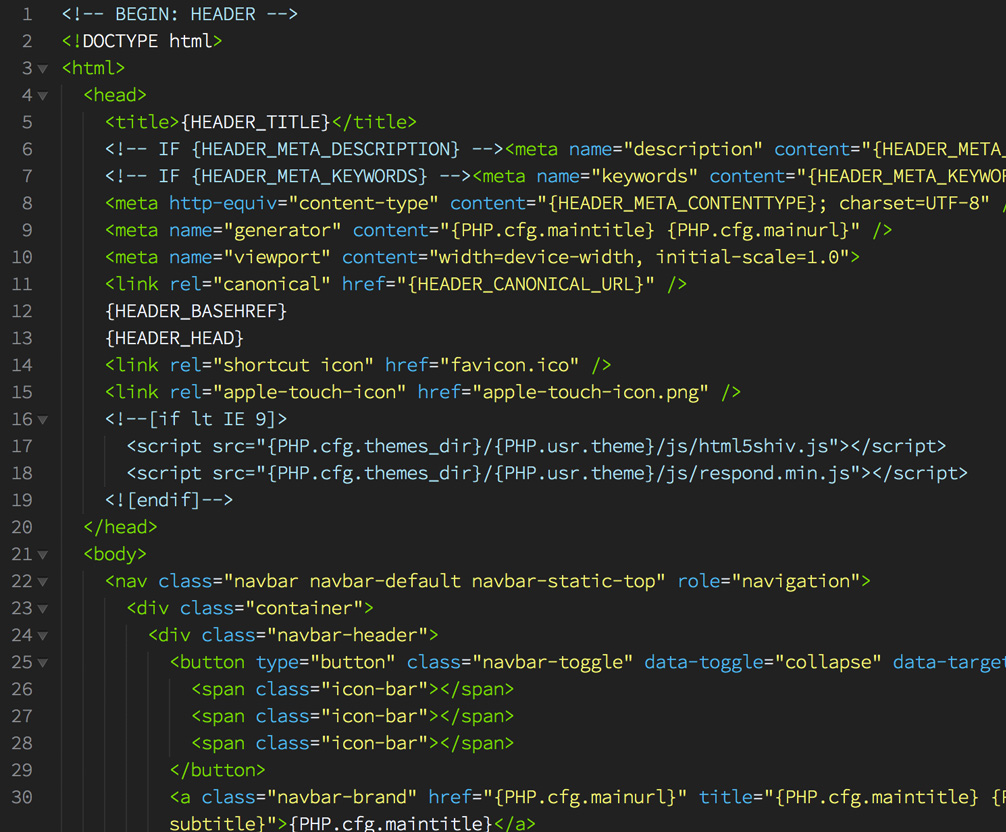 1 <!-- BEGIN: HEADER -->
2 <!DOCTYPE html>
3 <html>
4 <head>
5 <title>{HEADER_TITLE}</title>
6 <!-- IF {HEADER_META_DESCRIPTION} --><meta name="description" content="{HEADER_META_
7 <!-- IF {HEADER_META_KEYWORDS} --><meta name="keywords" content="{HEADER_META_KEYWOR
8 <meta http-equiv="content-type" content="{HEADER_META_CONTENTTYPE}; charset=UTF-8" /
9 <meta name="generator" content="{PHP.cfg.maintitle} {PHP.cfg.mainurl}" />
10 <meta name="viewport" content="width=device-width, initial-scale=1.0">
11 <link rel="canonical" href="{HEADER_CANONICAL_URL}" />
12 {HEADER_BASEHREF}
13 {HEADER_HEAD}
14 <link rel="shortcut icon" href="favicon.ico" />
15 <link rel="apple-touch-icon" href="apple-touch-icon.png" />
16 <!--[if lt IE 9]>
17 <script src="{PHP.cfg.themes_dir}/{PHP.usr.theme}/js/html5shiv.js"></script>
18 <script src="{PHP.cfg.themes_dir}/{PHP.usr.theme}/js/respond.min.js"></script>
19 <![endif]-->
20 </head>
21 <body>
22 <nav class="navbar navbar-default navbar-static-top" role="navigation">
23 <div class="container">
24 <div class="navbar-header">
25 <button type="button" class="navbar-toggle" data-toggle="collapse" data-target
26 <span class="icon-bar"></span>
27 <span class="icon-bar"></span>
28 <span class="icon-bar"></span>
29 </button>
30 <a class="navbar-brand" href="{PHP.cfg.mainurl}" title="{PHP.cfg.maintitle} {P
subtitle}">{PHP.cfg.maintitle}</a>